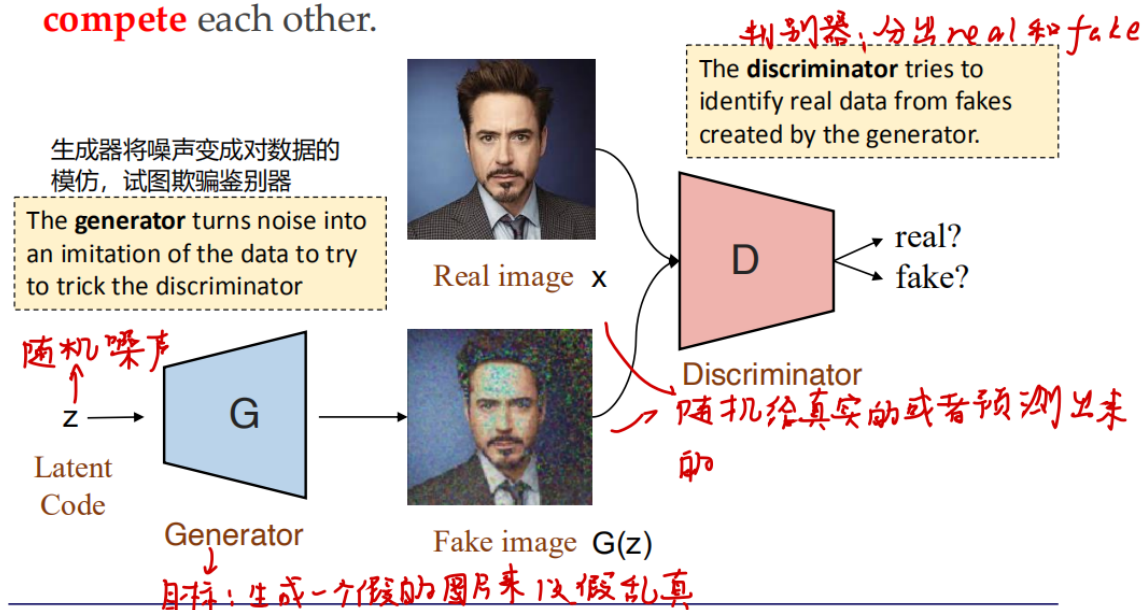 compete each other.
判别器：分出real和fake
The discriminator tries to
identify real data from fakes
created by the generator.
生成器将噪声变成对数据的
模仿，试图欺骗鉴别器
The generator turns noise into
an imitation of the data to try
to trick the discriminator
Real image x
D
real?
fake?
Discriminator
随机噪声
z
Latent
Code
G
Generator
Fake image G(z)
随机给真实的或者预测出来
的
目标：生成一个假的图片来以假乱真